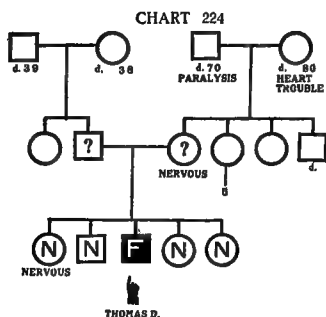 CHART 224
d. 39
d. 38
d. 70
PARALYSIS
d. 80
HEART
TROUBLE
?
?
NERVOUS
d.
N
NERVOUS
N
F
N
N
THOMAS D.